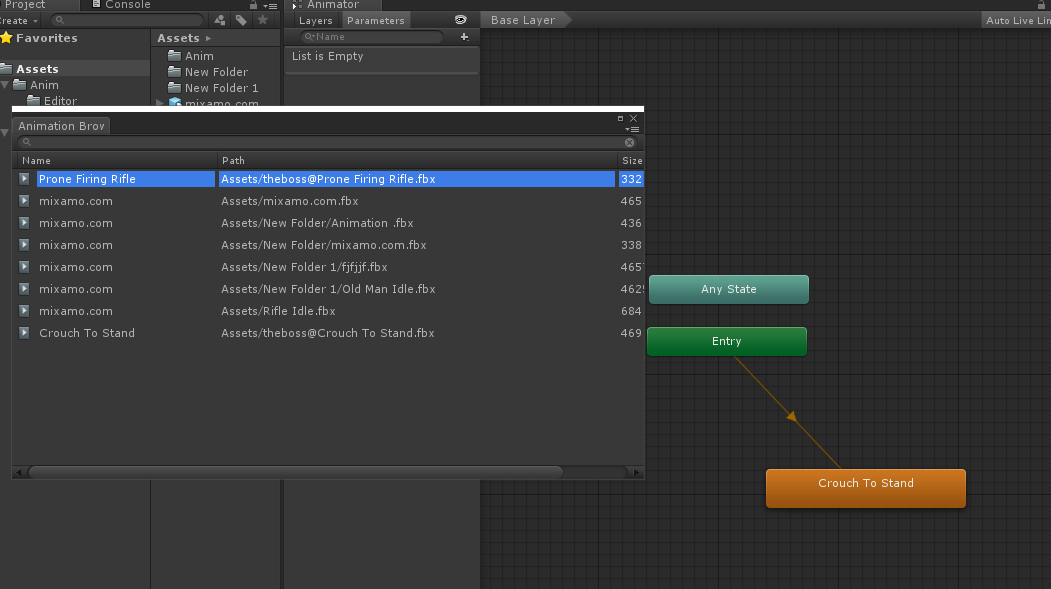 Project
Console
Animator
Create
Layers
Parameters
Base Layer
Auto Live Lin
Name
Favorites
Assets
List is Empty
Assets
Anim
Anim
New Folder
New Folder 1
Editor
mixamo.com
Animation Brov
Name Path Size
Prone Firing Rifle Assets/theboss@Prone Firing Rifle.fbx 332
mixamo.com Assets/mixamo.com.fbx 465
mixamo.com Assets/New Folder/Animation .fbx 436
mixamo.com Assets/New Folder/mixamo.com.fbx 338
mixamo.com Assets/New Folder 1/fjfjjf.fbx 465
mixamo.com Assets/New Folder 1/Old Man Idle.fbx 462
mixamo.com Assets/Rifle Idle.fbx 684
Crouch To Stand Assets/theboss@Crouch To Stand.fbx 469
Any State
Entry
Crouch To Stand